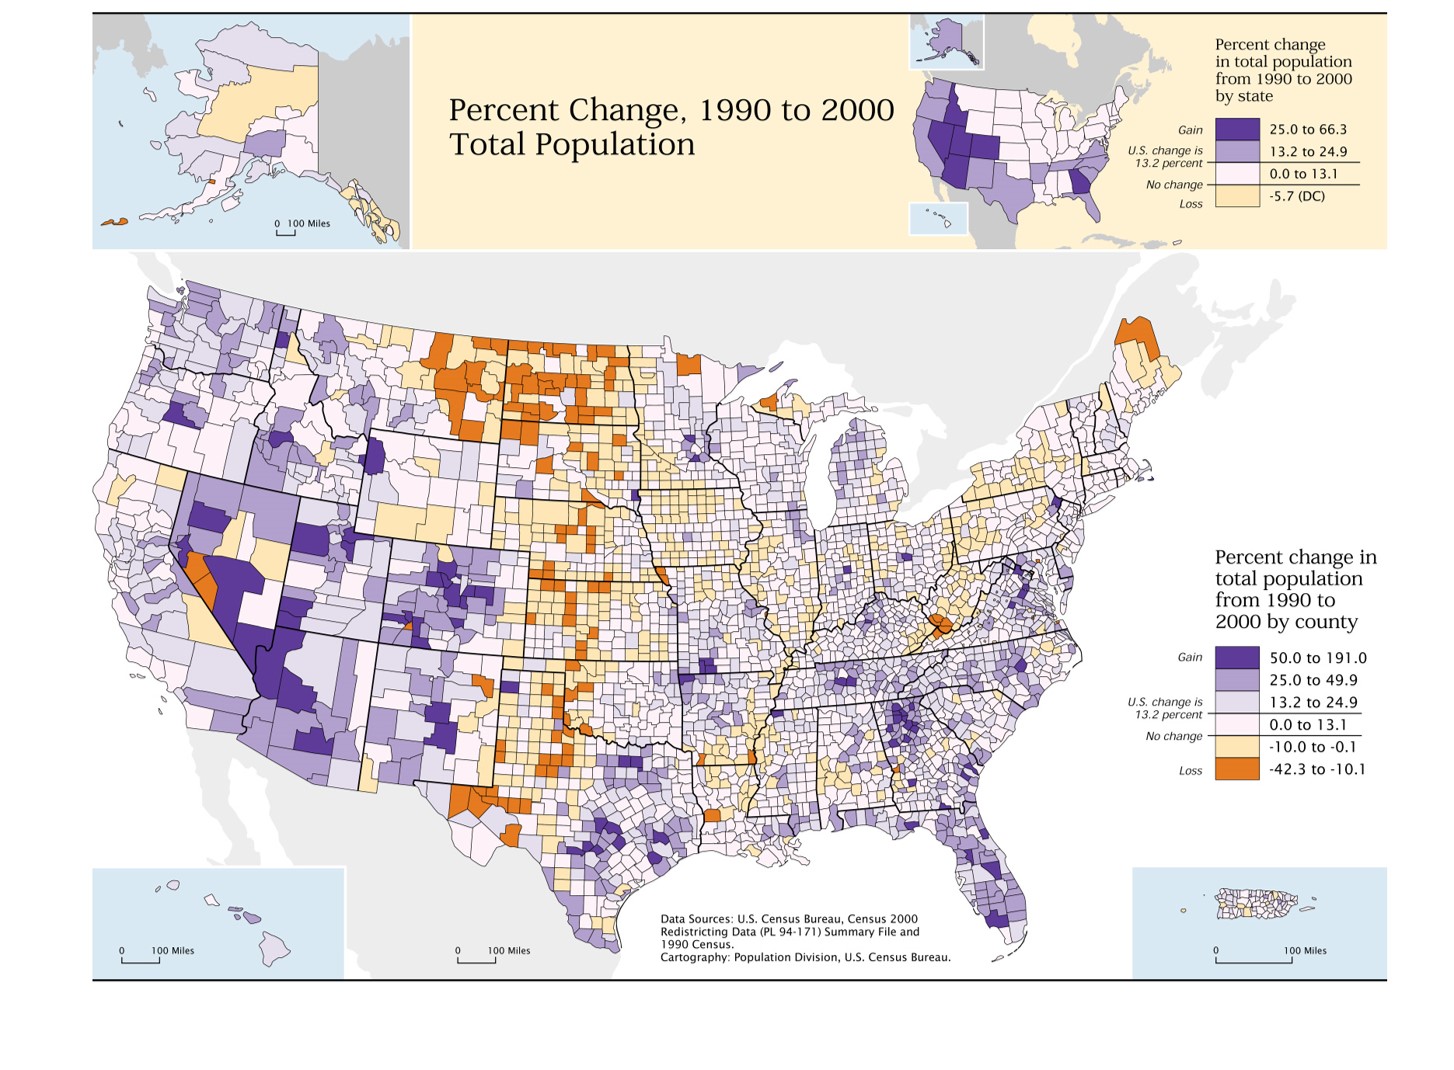 Percent Change, 1990 to 2000
Total Population
Percent change
in total population
from 1990 to 2000
by state
Gain
25.0 to 66.3
U.S. change is
13.2 percent
13.2 to 24.9
0.0 to 13.1
No change
Loss
-5.7 (DC)
0 100 Miles
Percent change in
total population
from 1990 to
2000 by county
Gain
50.0 to 191.0
25.0 to 49.9
U.S. change is
13.2 percent
13.2 to 24.9
0.0 to 13.1
No change
-10.0 to -0.1
Loss
-42.3 to -10.1
0 100 Miles
0 100 Miles
Data Sources: U.S. Census Bureau, Census 2000
Redistricting Data (PL 94-171) Summary File and
1990 Census.
Cartography: Population Division, U.S. Census Bureau.
0 100 Miles